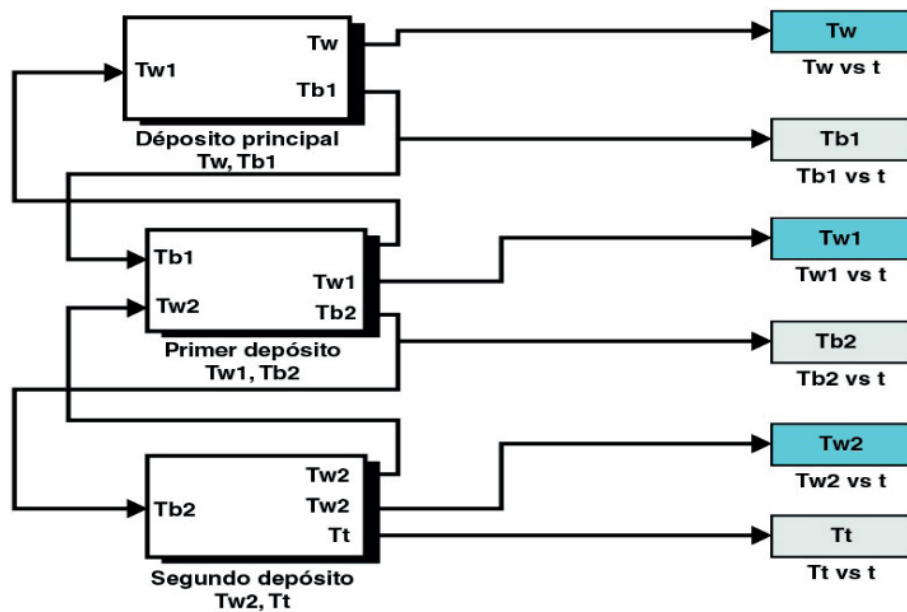 Tw1
Tw
Tb1
Déposito principal
Tw, Tb1
Tb1
Tw2
Tw1
Tb2
Primer depósito
Tw1, Tb2
Tb2
Tw2
Tw2
Tt
Segundo depósito
Tw2, Tt
Tw
Tw vs t
Tb1
Tb1 vs t
Tw1
Tw1 vs t
Tb2
Tb2 vs t
Tw2
Tw2 vs t
Tt
Tt vs t